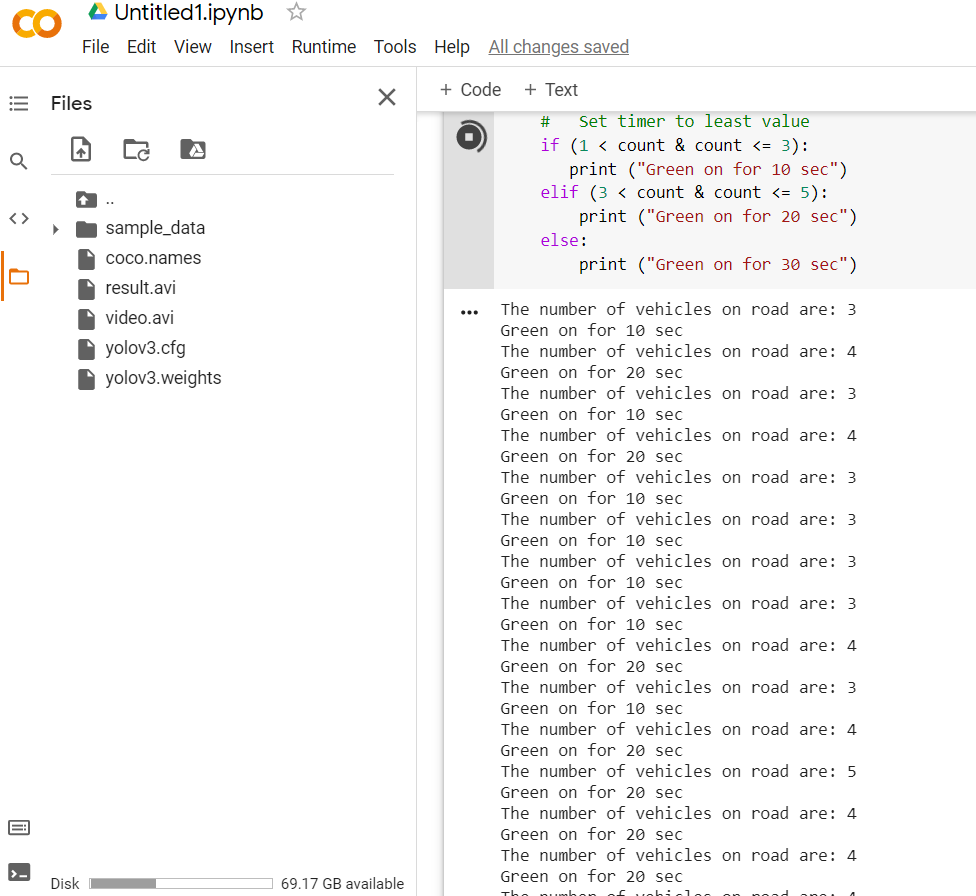 Untitled1.ipynb
File Edit View Insert Runtime Tools Help All changes saved
Files
+ Code + Text
..
sample_data
coco.names
result.avi
video.avi
yolov3.cfg
yolov3.weights
Disk 69.17 GB available
# Set timer to least value
if (1 < count & count <= 3):
print ("Green on for 10 sec")
elif (3 < count & count <= 5):
print ("Green on for 20 sec")
else:
print ("Green on for 30 sec")
The number of vehicles on road are: 3
Green on for 10 sec
The number of vehicles on road are: 4
Green on for 20 sec
The number of vehicles on road are: 3
Green on for 10 sec
The number of vehicles on road are: 4
Green on for 20 sec
The number of vehicles on road are: 3
Green on for 10 sec
The number of vehicles on road are: 3
Green on for 10 sec
The number of vehicles on road are: 3
Green on for 10 sec
The number of vehicles on road are: 3
Green on for 10 sec
The number of vehicles on road are: 4
Green on for 20 sec
The number of vehicles on road are: 3
Green on for 10 sec
The number of vehicles on road are: 4
Green on for 20 sec
The number of vehicles on road are: 5
Green on for 20 sec
The number of vehicles on road are: 4
Green on for 20 sec
The number of vehicles on road are: 4
Green on for 20 sec
The number of vehicles on road are: 4